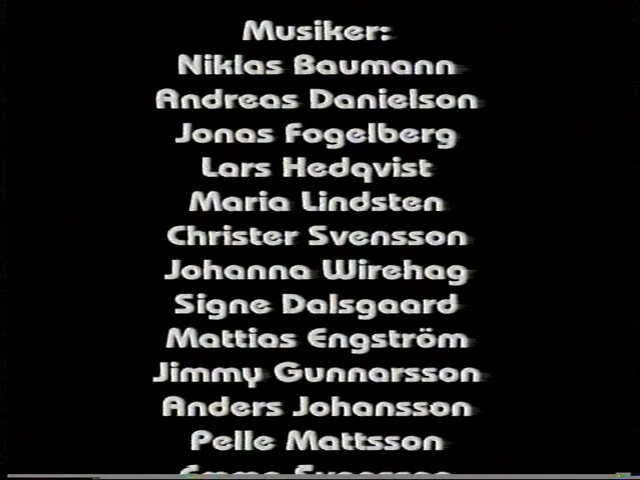 Musiker:
Niklas Baumann
Andreas Danielson
Jonas Fogelberg
Lars Hedqvist
Maria Lindsten
Christer Svensson
Johanna Wirehag
Signe Dalsgaard
Mattias Engström
Jimmy Gunnarsson
Anders Johansson
Pelle Mattsson